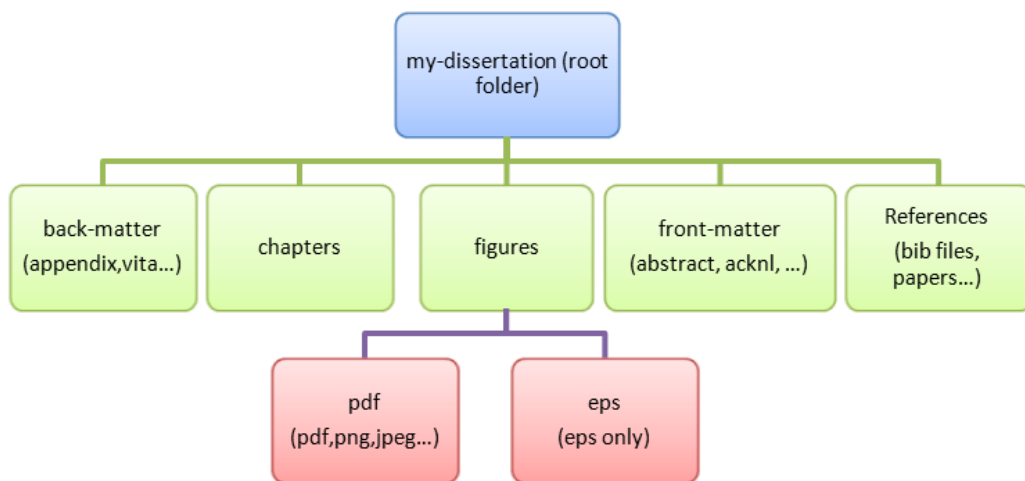 my-dissertation (root
folder)
back-matter
(appendix,vita...)
chapters
figures
front-matter
(abstract, acknl, ...)
References
(bib files,
papers...)
pdf
(pdf,png,jpeg...)
eps
(eps only)